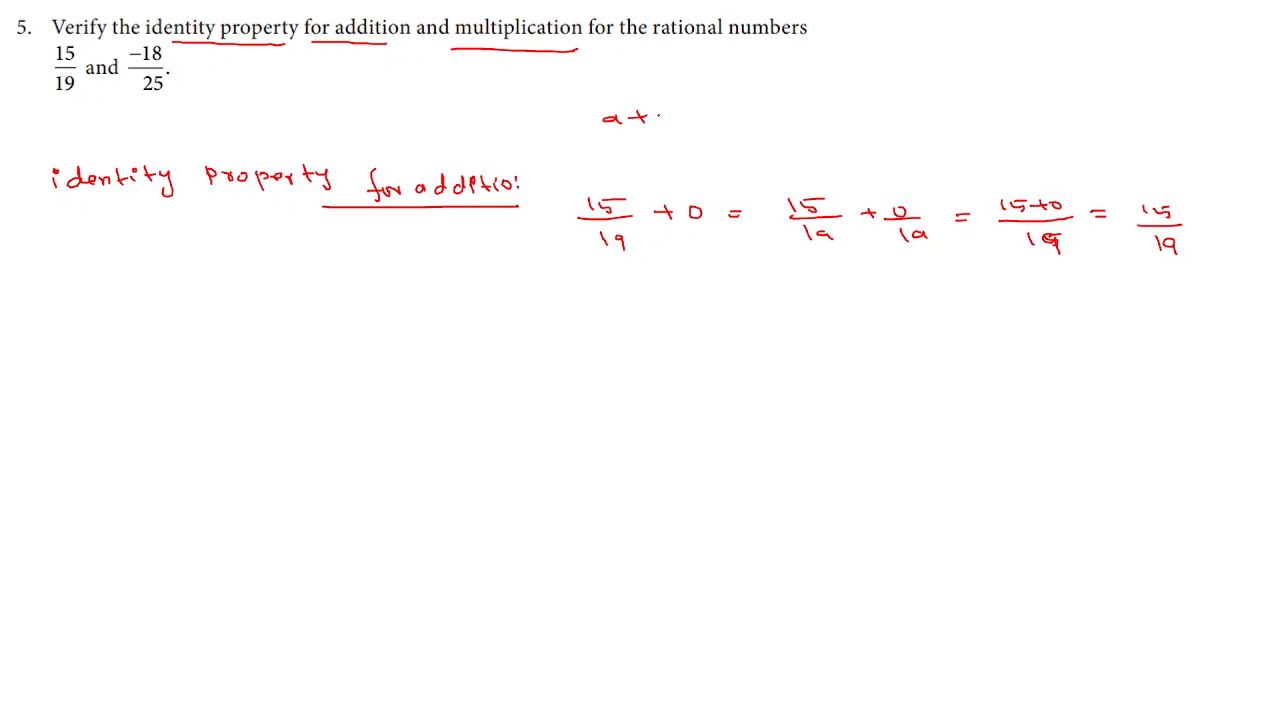 5. Verify the identity property for addition and multiplication for the rational numbers
15/19 and −18/25.
a +
identity property for additio:
15/19 + 0 = 15/19 + 0/19 = 15+0/19 = 15/19